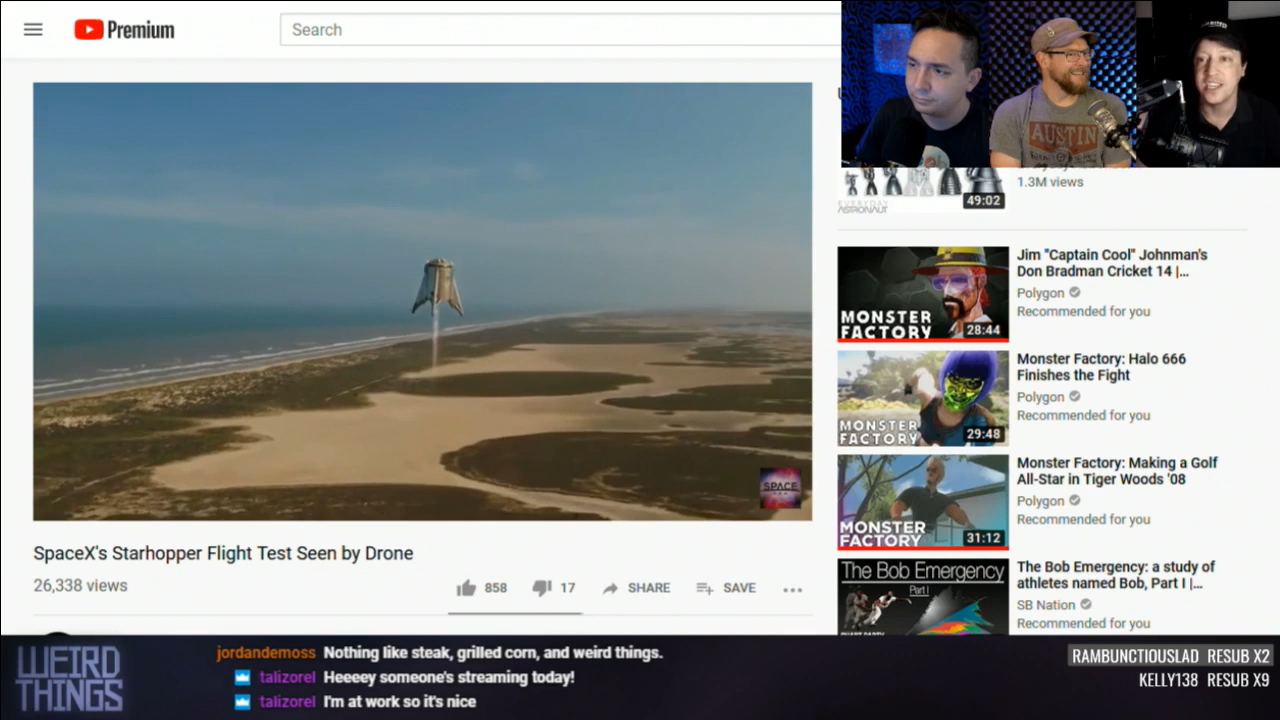 Premium
Search
AUSTIN
49:02
EVERYDAY
ASTRONAUT
1.3M views
Jim "Captain Cool" Johnman's
Don Bradman Cricket 14 |...
Polygon
Recommended for you
MONSTER
FACTORY
28:44
Monster Factory: Halo 666
Finishes the Fight
Polygon
Recommended for you
MONSTER
FACTORY
29:48
Monster Factory: Making a Golf
All-Star in Tiger Woods '08
Polygon
Recommended for you
MONSTER
FACTORY
31:12
The Bob Emergency: a study of
athletes named Bob, Part I |...
SB Nation
Recommended for you
The Bob Emergency
Part I
SPACE
SpaceX's Starhopper Flight Test Seen by Drone
26,338 views
858 17 SHARE SAVE
WEIRD
THINGS
jordandemoss Nothing like steak, grilled corn, and weird things.
talizorel Heeeey someone's streaming today!
talizorel I'm at work so it's nice
RAMBUNCTIOUSLAD RESUB X2
KELLY138 RESUB X9